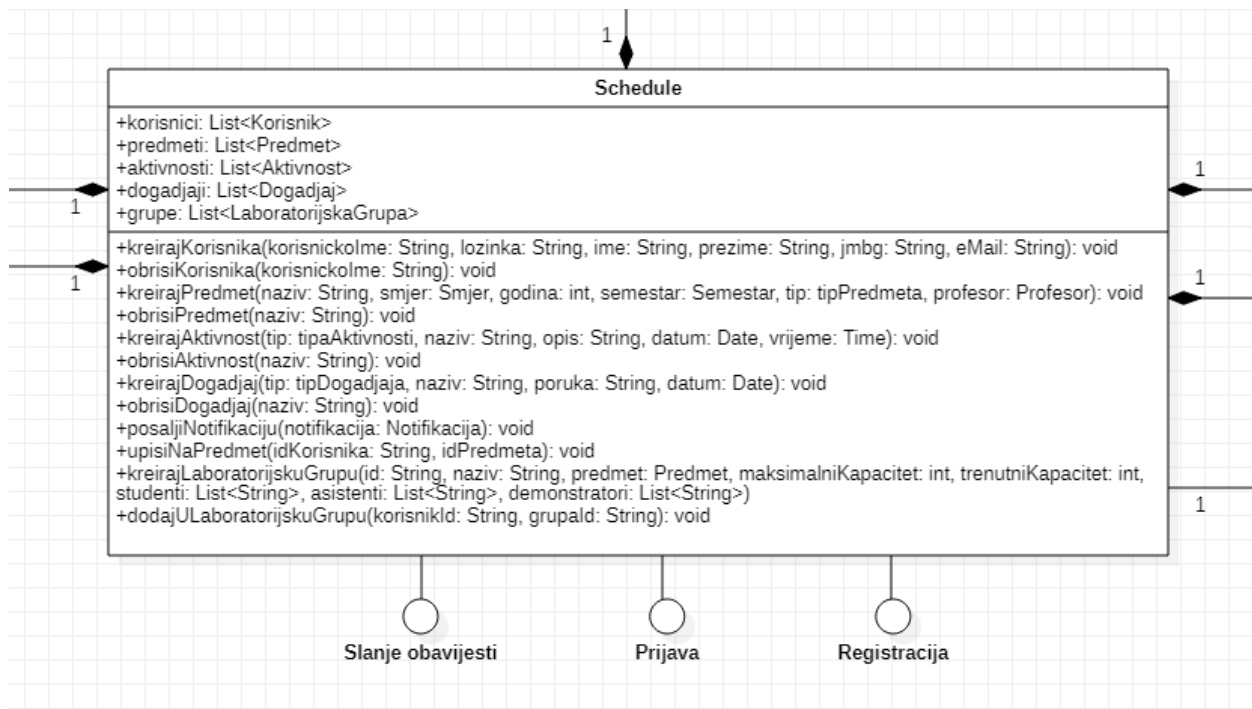 1
Schedule
+korisnici: List<Korisnik>
+predmeti: List<Predmet>
+aktivnosti: List<Aktivnost>
+dogadjaji: List<Dogadjaj>
+grupe: List<LaboratorijskaGrupa>
1
1
+kreirajKorisnika(korisnickoIme: String, lozinka: String, ime: String, prezime: String, jmbg: String, eMail: String): void
+obrisiKorisnika(korisnickoIme: String): void
+kreirajPredmet(naziv: String, smjer: Smjer, godina: int, semestar: Semestar, tip: tipPredmeta, profesor: Profesor): void
+obrisiPredmet(naziv: String): void
+kreirajAktivnost(tip: tipaAktivnosti, naziv: String, opis: String, datum: Date, vrijeme: Time): void
+obrisiAktivnost(naziv: String): void
+kreirajDogadjaj(tip: tipDogadjaja, naziv: String, poruka: String, datum: Date): void
+obrisiDogadjaj(naziv: String): void
+posaljiNotifikaciju(notifikacija: Notifikacija): void
+upisiNaPredmet(idKorisnika: String, idPredmeta): void
+kreirajLaboratorijskuGrupu(id: String, naziv: String, predmet: Predmet, maksimalniKapacitet: int, trenutniKapacitet: int,
studenti: List<String>, asistenti: List<String>, demonstratori: List<String>)
+dodajULaboratorijskuGrupu(korisnikId: String, grupaId: String): void
1
1
1
Slanje obavijesti
Prijava
Registracija